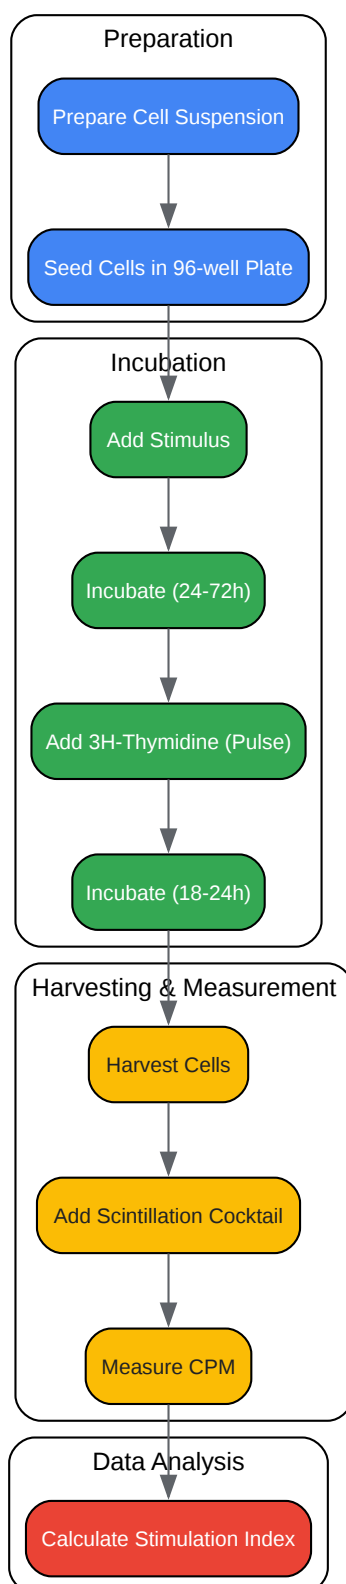 Preparation
Prepare Cell Suspension
Seed Cells in 96-well Plate
Incubation
Add Stimulus
Incubate (24-72h)
Add 3H-Thymidine (Pulse)
Incubate (18-24h)
Harvesting & Measurement
Harvest Cells
Add Scintillation Cocktail
Measure CPM
Data Analysis
Calculate Stimulation Index